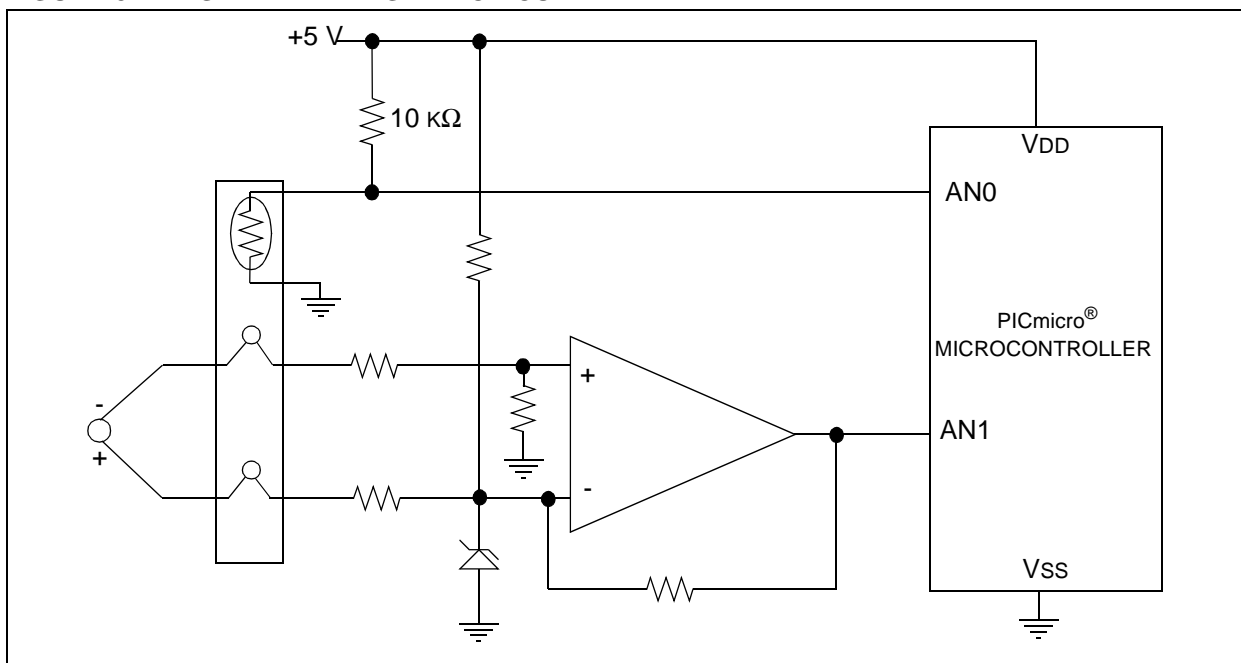 +5 V
10 KΩ
VDD
AN0
PICmicro®
MICROCONTROLLER
+
-
+
-
AN1
VSS